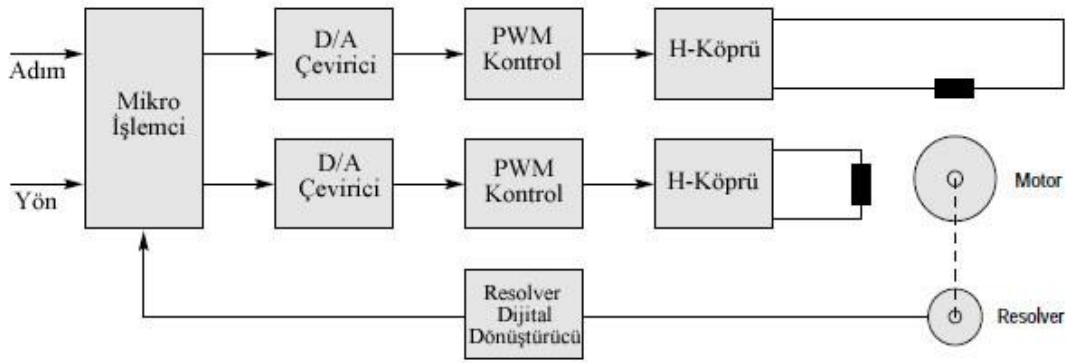 Adım
Yön
Mikro
İşlemci
D/A
Çevirici
PWM
Kontrol
H-Köprü
D/A
Çevirici
PWM
Kontrol
H-Köprü
Motor
Resolver
Dijital
Dönüştürücü
Resolver